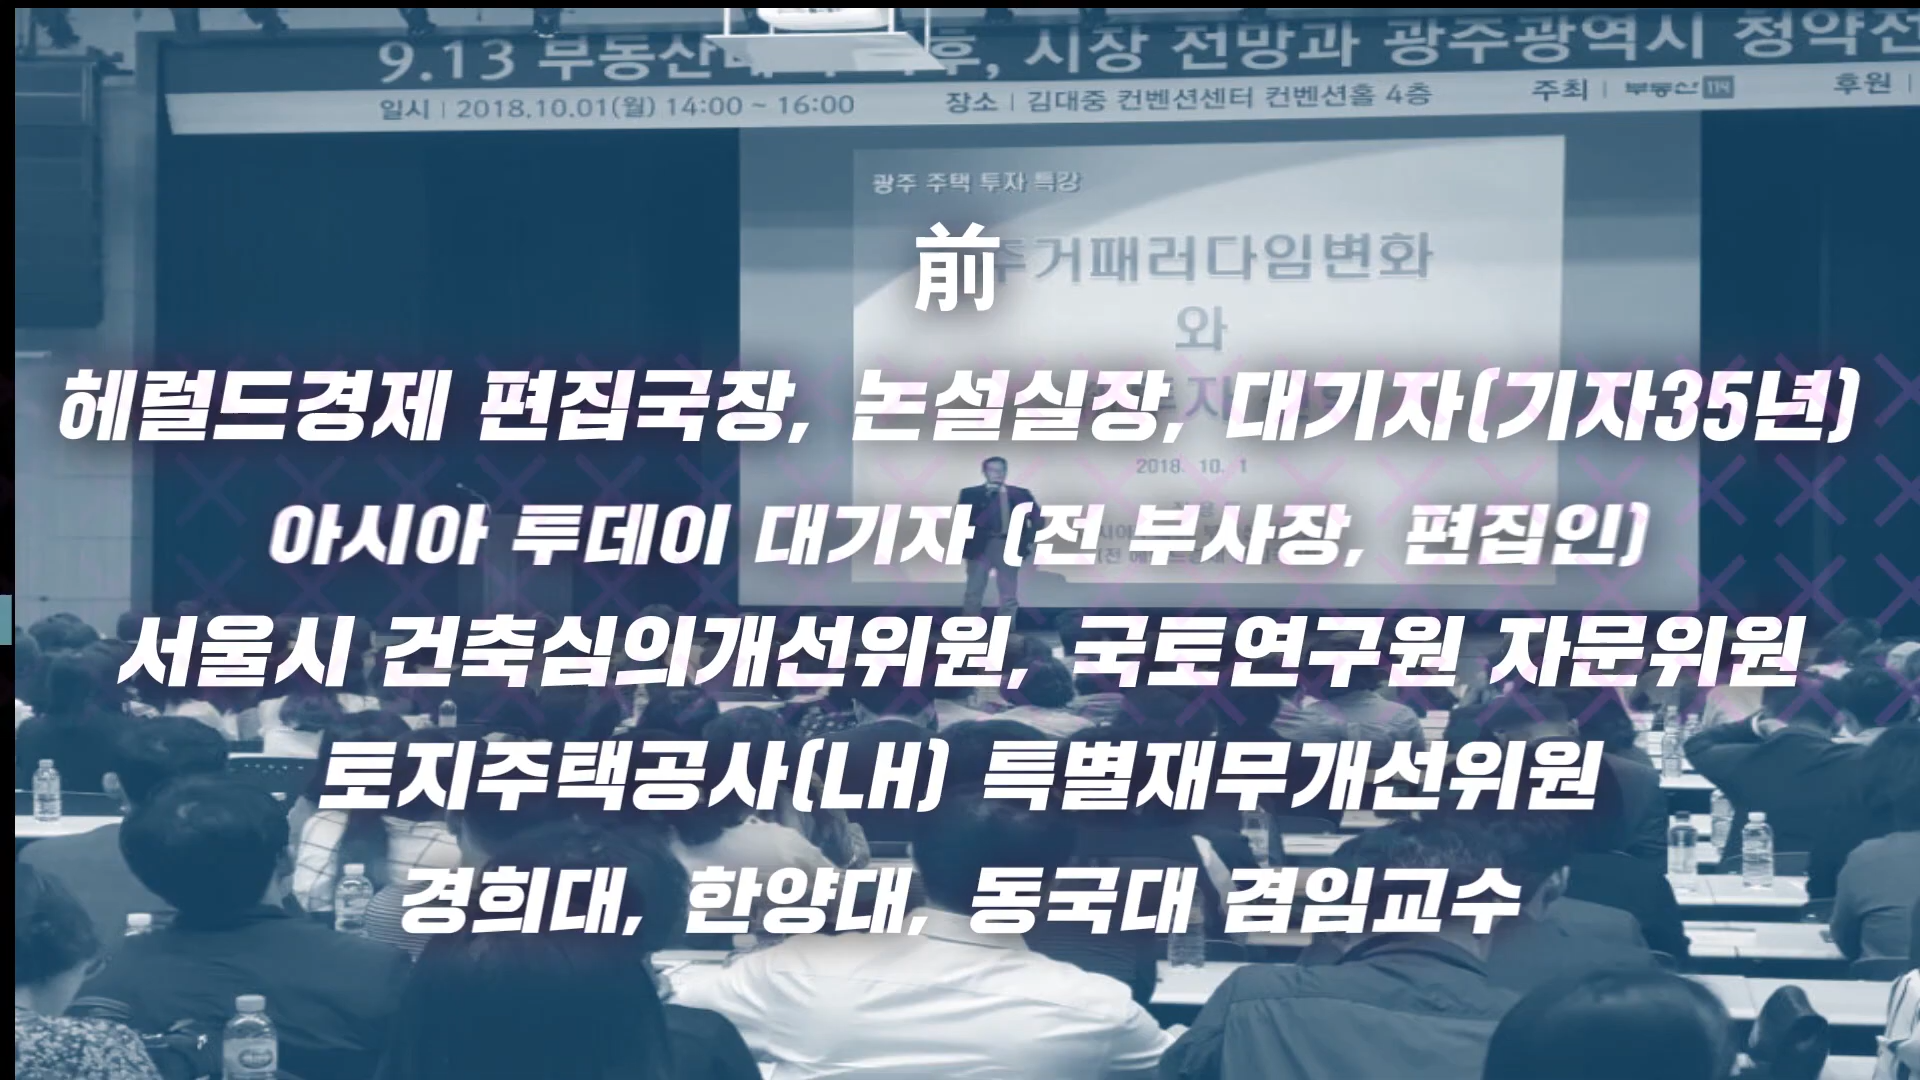 9.13 부동산 후, 시장 전망과 광주광역시 청약
일시 | 2018.10.01(월) 14:00 ~ 16:00 장소 | 김대중 컨벤션센터 컨벤션홀 4층 주최 | 부동산 114 후원 |
광주 주택 투자 특강
前
주거패러다임변화
와
헤럴드경제 편집국장, 논설실장, 대기자(기자35년)
2018. 10. 1
아시아 투데이 대기자 (전 부사장, 편집인)
서울시 건축심의개선위원, 국토연구원 자문위원
토지주택공사(LH) 특별재무개선위원
경희대, 한양대, 동국대 겸임교수